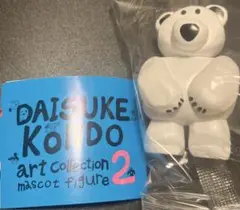 DAISUKE
KONDO
art collection
mascot figure 2